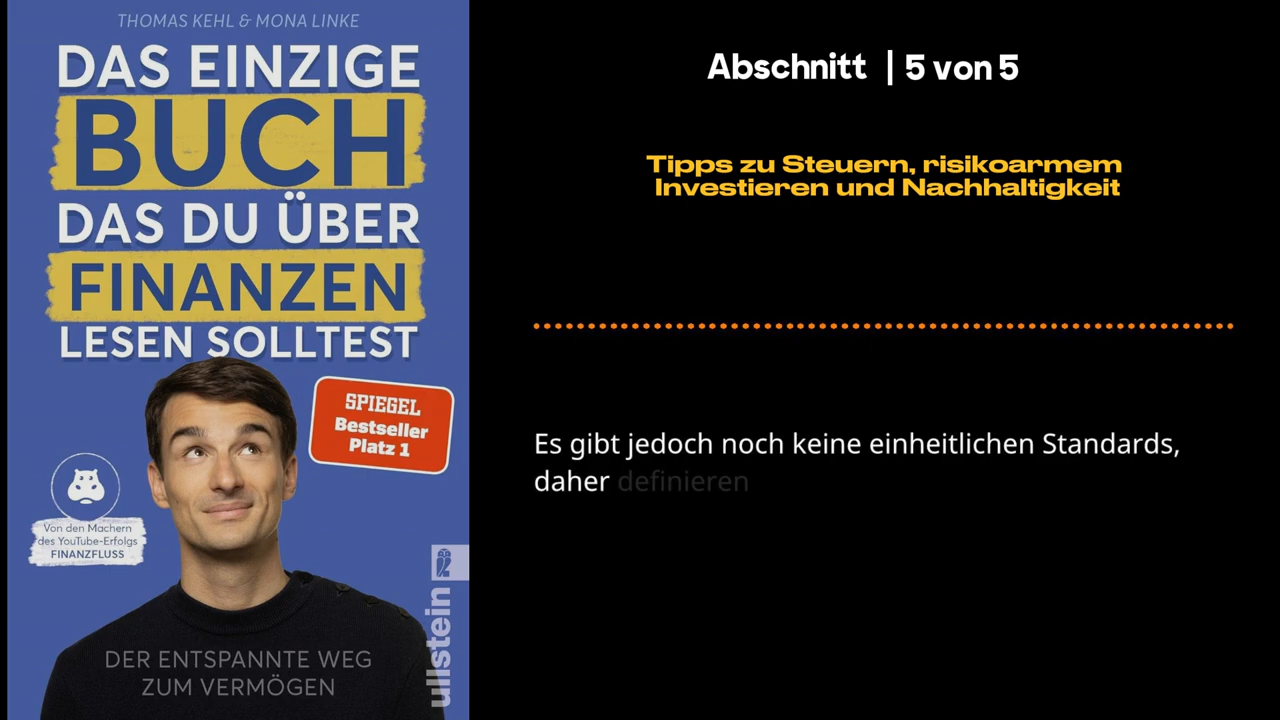 THOMAS KEHL & MONA LINKE
DAS EINZIGE
BUCH
DAS DU ÜBER
FINANZEN
LESEN SOLLTEST
SPIEGEL
Bestseller
Platz 1
Von den Machern
des YouTube-Erfolgs
FINANZFLUSS
ullstein
DER ENTSPANNTE WEG
ZUM VERMÖGEN
Abschnitt | 5 von 5
Tipps zu Steuern, risikoarmem
Investieren und Nachhaltigkeit
Es gibt jedoch noch keine einheitlichen Standards,
daher definieren